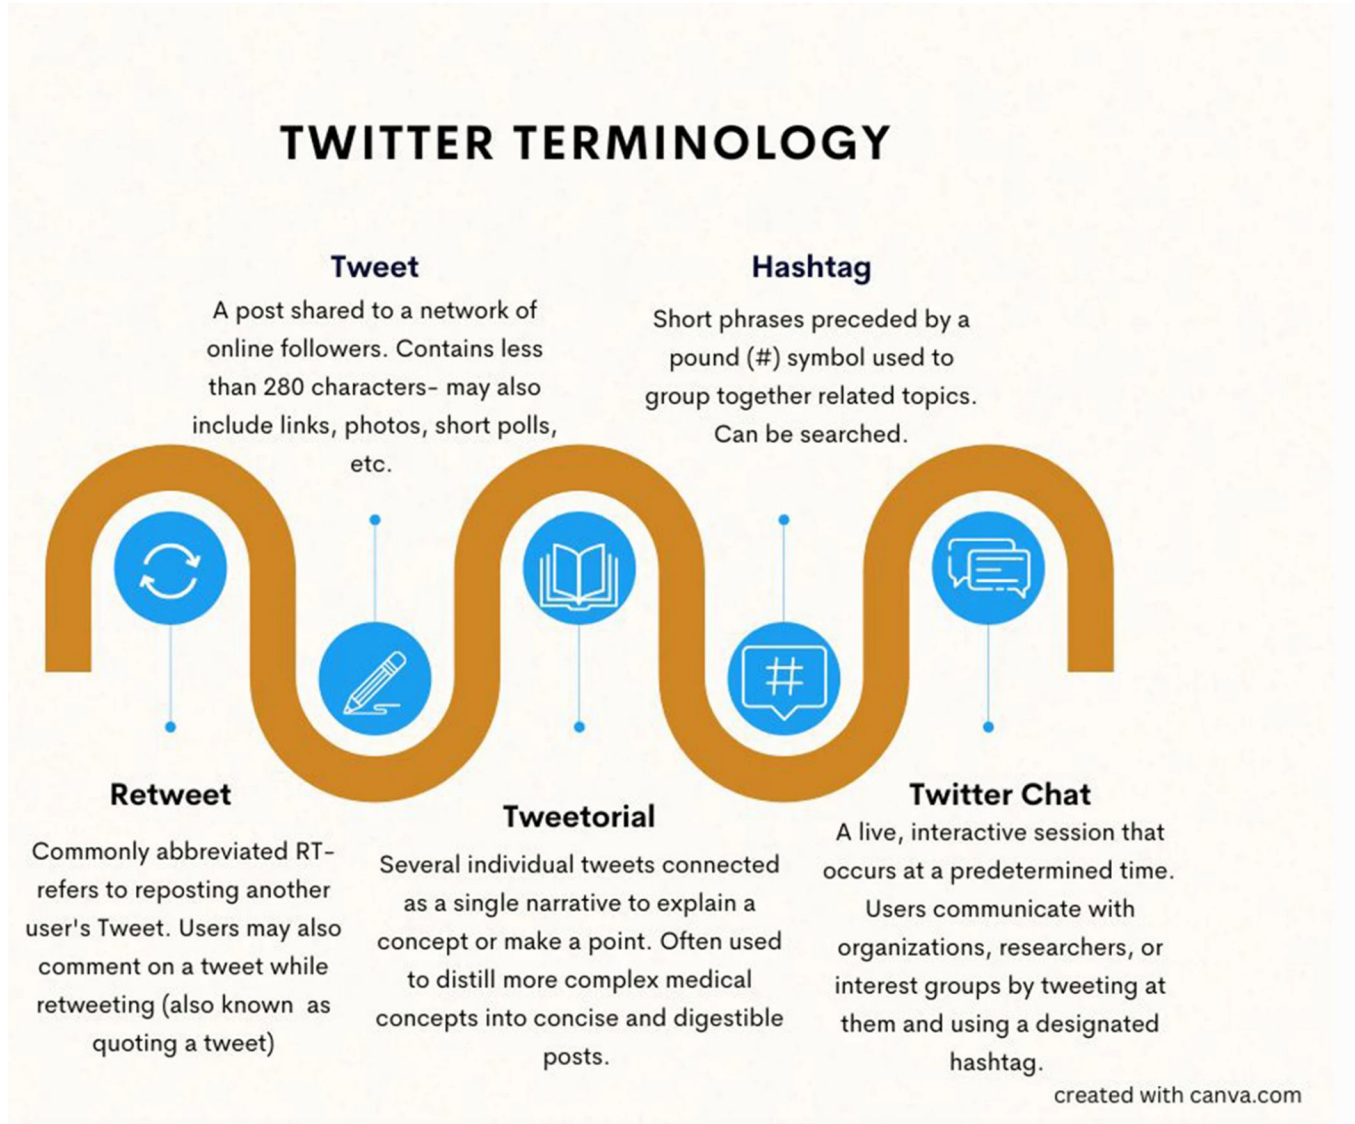 TWITTER TERMINOLOGY
Tweet
A post shared to a network of
online followers. Contains less
than 280 characters- may also
include links, photos, short polls,
etc.
Hashtag
Short phrases preceded by a
pound (#) symbol used to
group together related topics.
Can be searched.
#
Retweet
Commonly abbreviated RT-
refers to reposting another
user's Tweet. Users may also
comment on a tweet while
retweeting (also known  as
quoting a tweet)
Tweetorial
Several individual tweets connected
as a single narrative to explain a
concept or make a point. Often used
to distill more complex medical
concepts into concise and digestible
posts.
Twitter Chat
A live, interactive session that
occurs at a predetermined time.
Users communicate with
organizations, researchers, or
interest groups by tweeting at
them and using a designated
hashtag.
created with canva.com